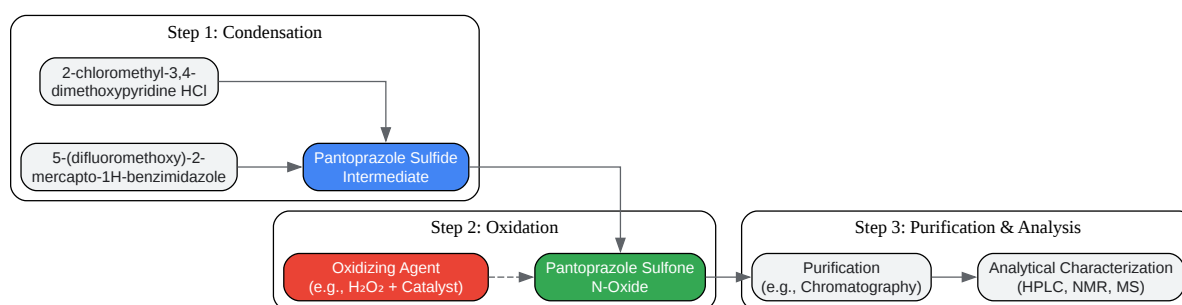 Step 1: Condensation
2-chloromethyl-3,4-
dimethoxypyridine HCl
5-(difluoromethoxy)-2-
mercapto-1H-benzimidazole
Pantoprazole Sulfide
Intermediate
Step 2: Oxidation
Oxidizing Agent
(e.g., H₂O₂ + Catalyst)
Pantoprazole Sulfone
N-Oxide
Step 3: Purification & Analysis
Purification
(e.g., Chromatography)
Analytical Characterization
(HPLC, NMR, MS)